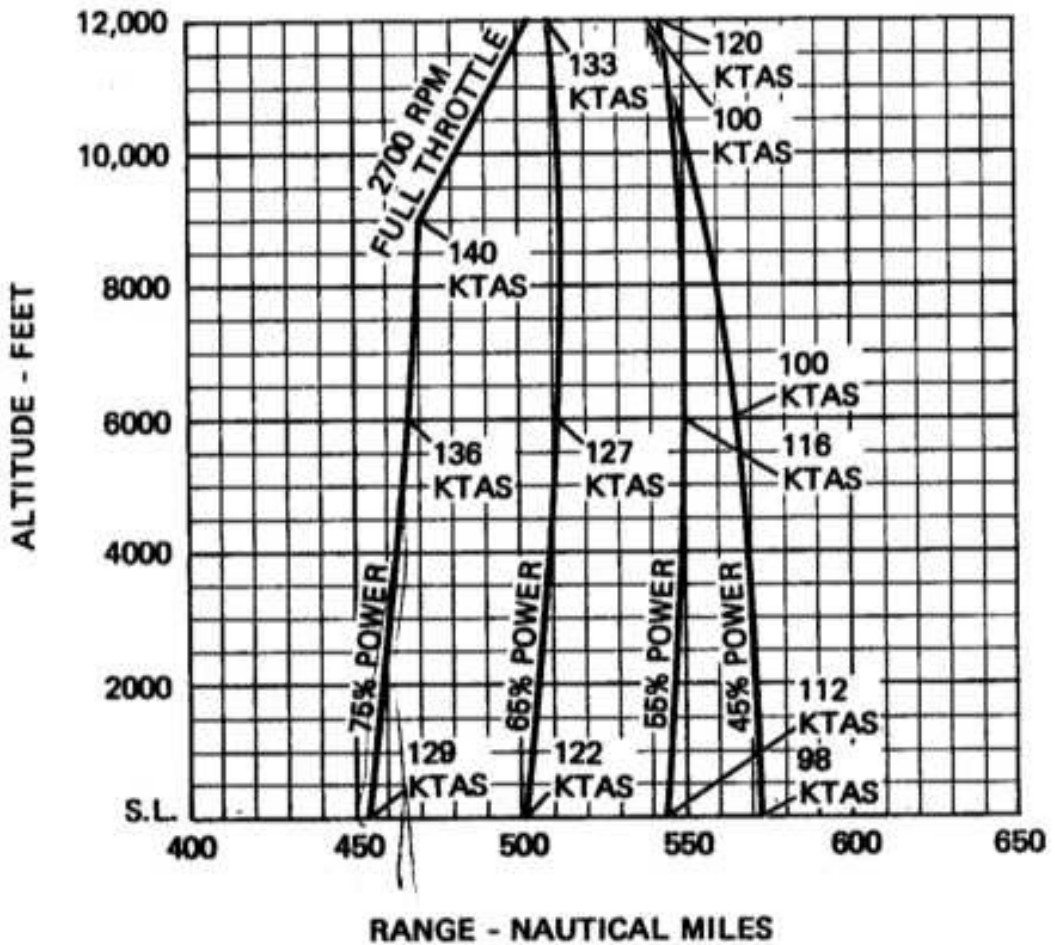 12,000
10,000
8000
6000
4000
2000
S.L.
ALTITUDE - FEET
2700 RPM
FULL THROTTLE
133
KTAS
120
KTAS
100
KTAS
140
KTAS
100
KTAS
136
KTAS
127
KTAS
116
KTAS
75% POWER
65% POWER
55% POWER
45% POWER
129
KTAS
122
KTAS
112
KTAS
98
KTAS
400
450
500
550
600
650
RANGE - NAUTICAL MILES